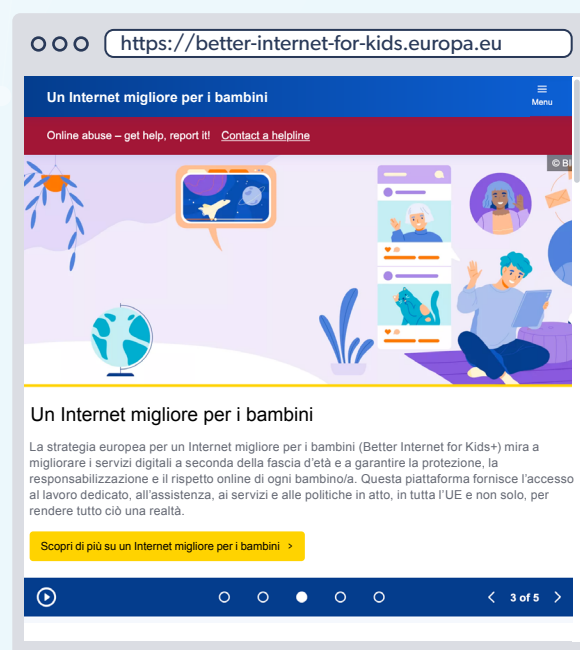 https://better-internet-for-kids.europa.eu
Un Internet migliore per i bambini
Menu
Online abuse – get help, report it! Contact a helpline
Un Internet migliore per i bambini
La strategia europea per un Internet migliore per i bambini (Better Internet for Kids+) mira a
migliorare i servizi digitali a seconda della fascia d'età e a garantire la protezione, la
responsabilizzazione e il rispetto online di ogni bambino/a. Questa piattaforma fornisce l'accesso
al lavoro dedicato, all'assistenza, ai servizi e alle politiche in atto, in tutta l'UE e non solo, per
rendere tutto ciò una realtà.
Scopri di più su un Internet migliore per i bambini >
< 3 of 5 >